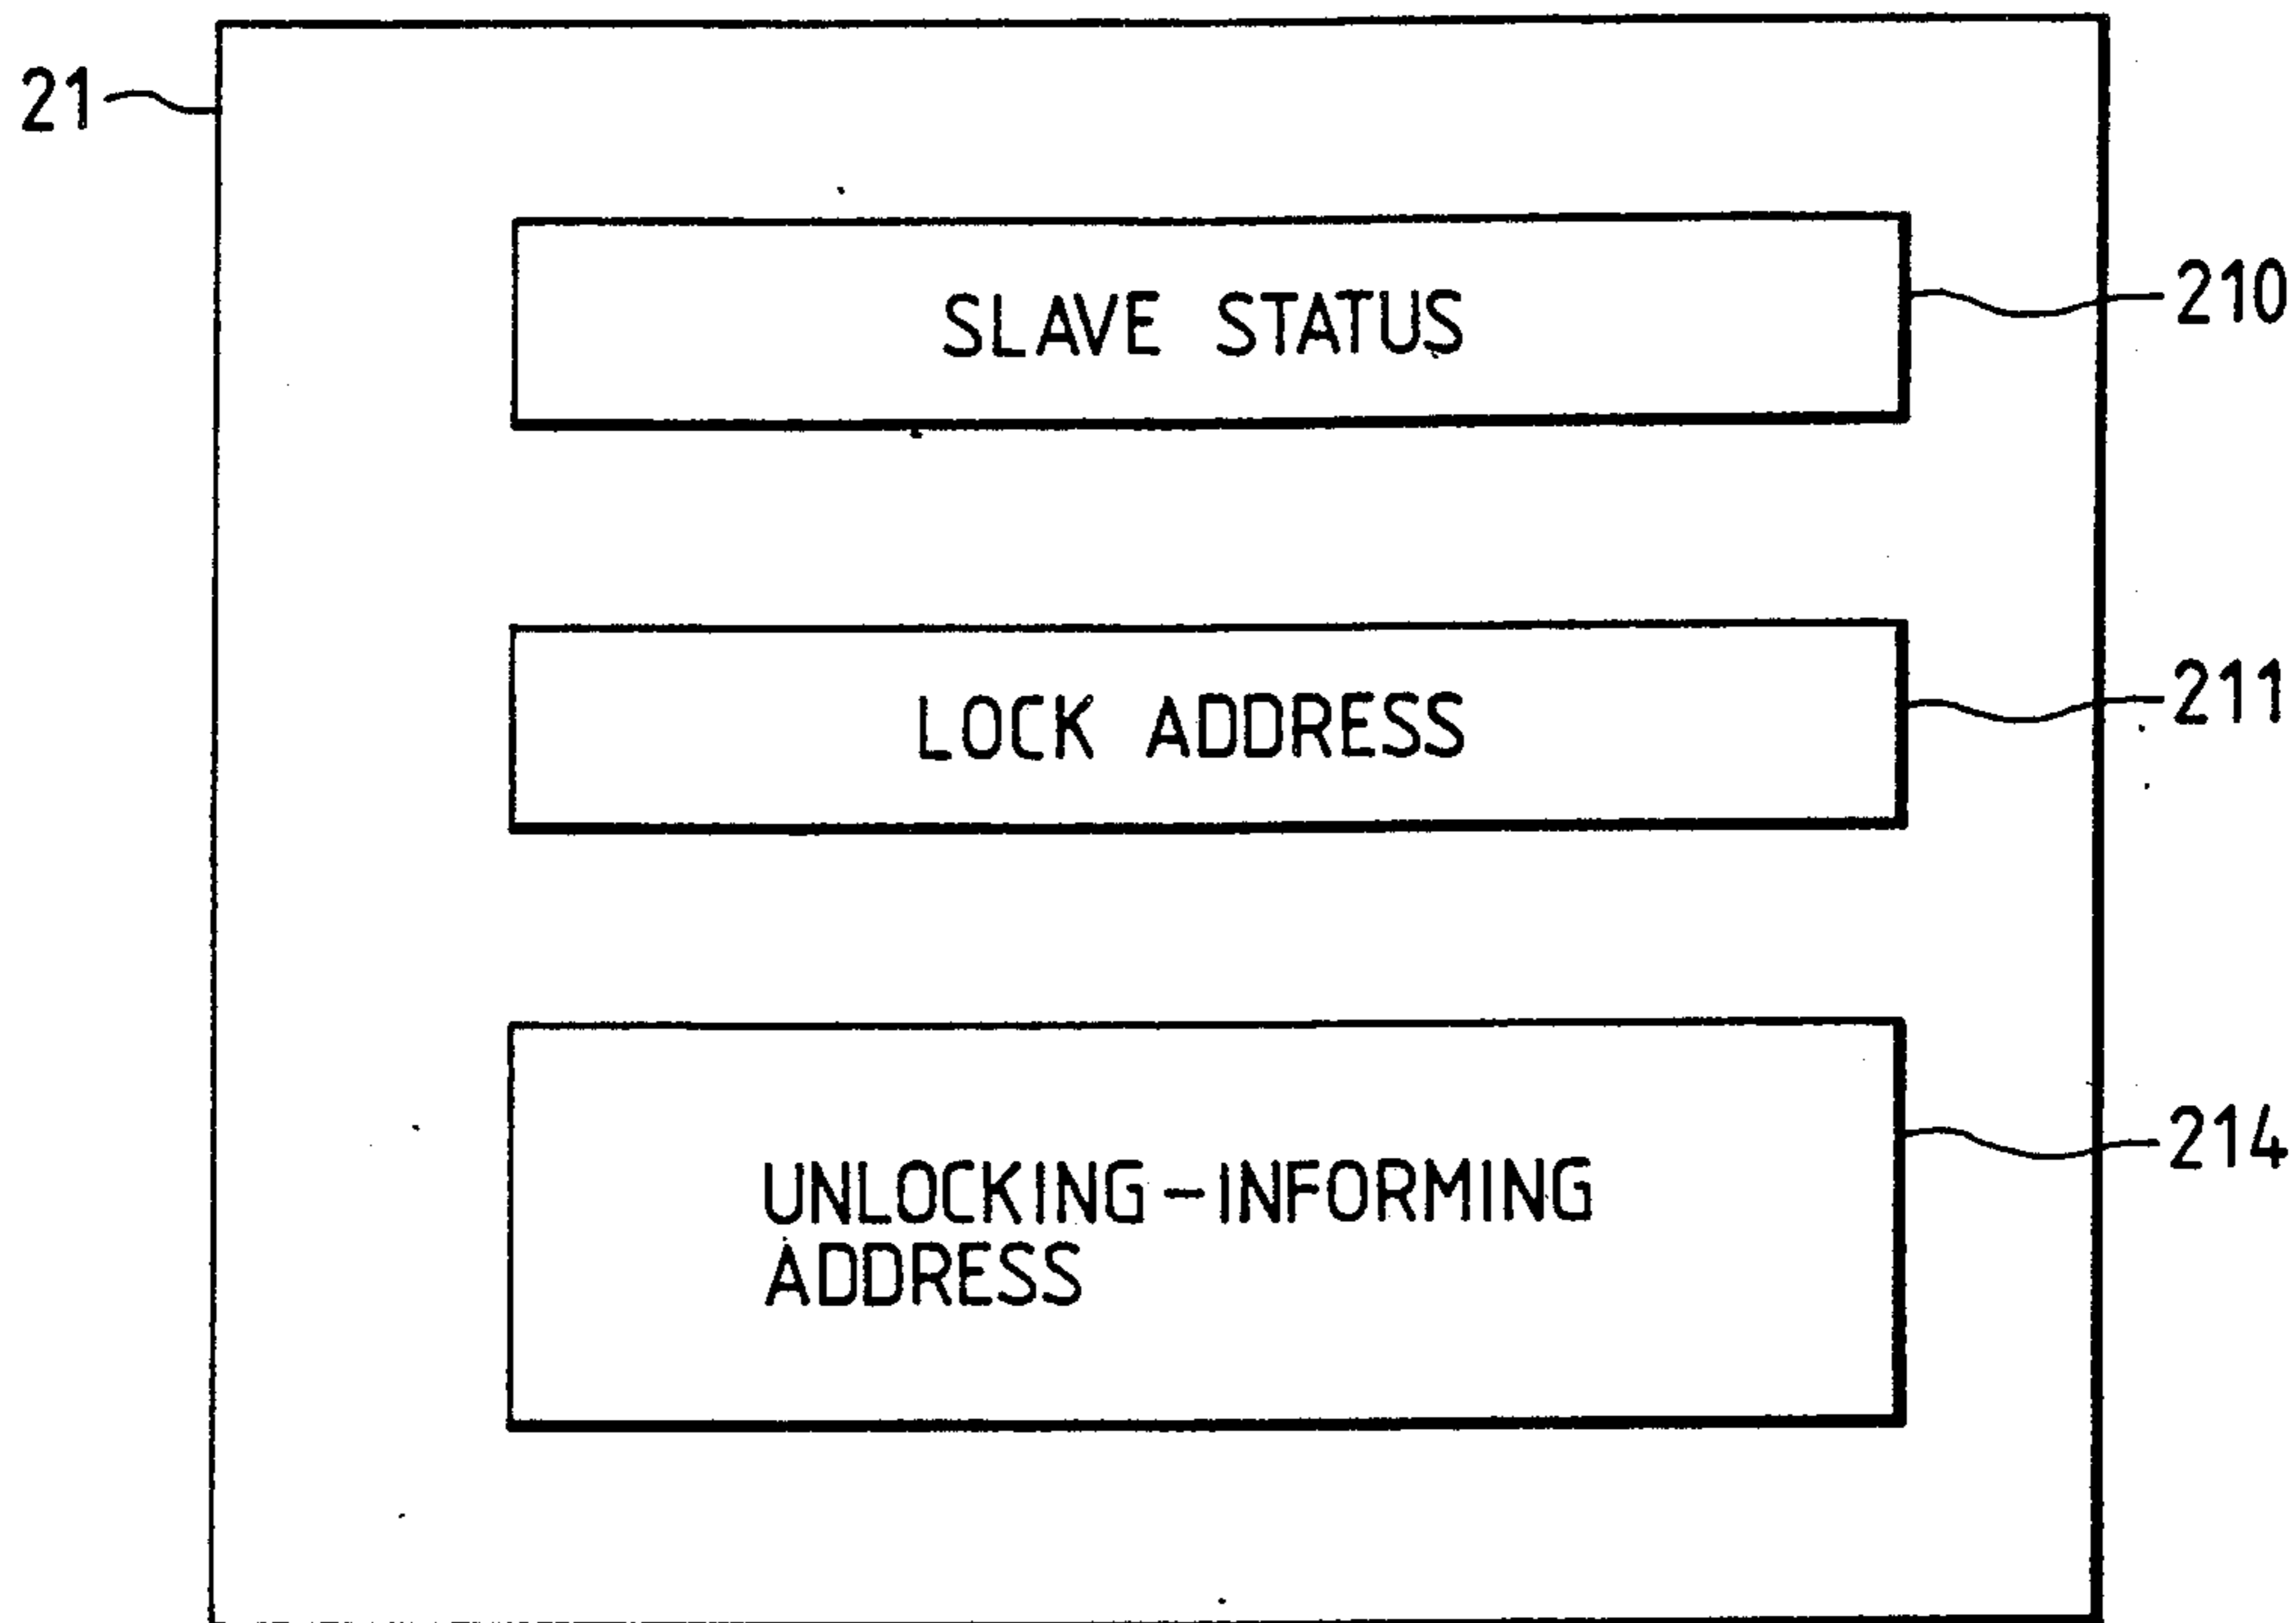 21
SLAVE STATUS
210
LOCK ADDRESS
211
UNLOCKING-INFORMING
ADDRESS
214